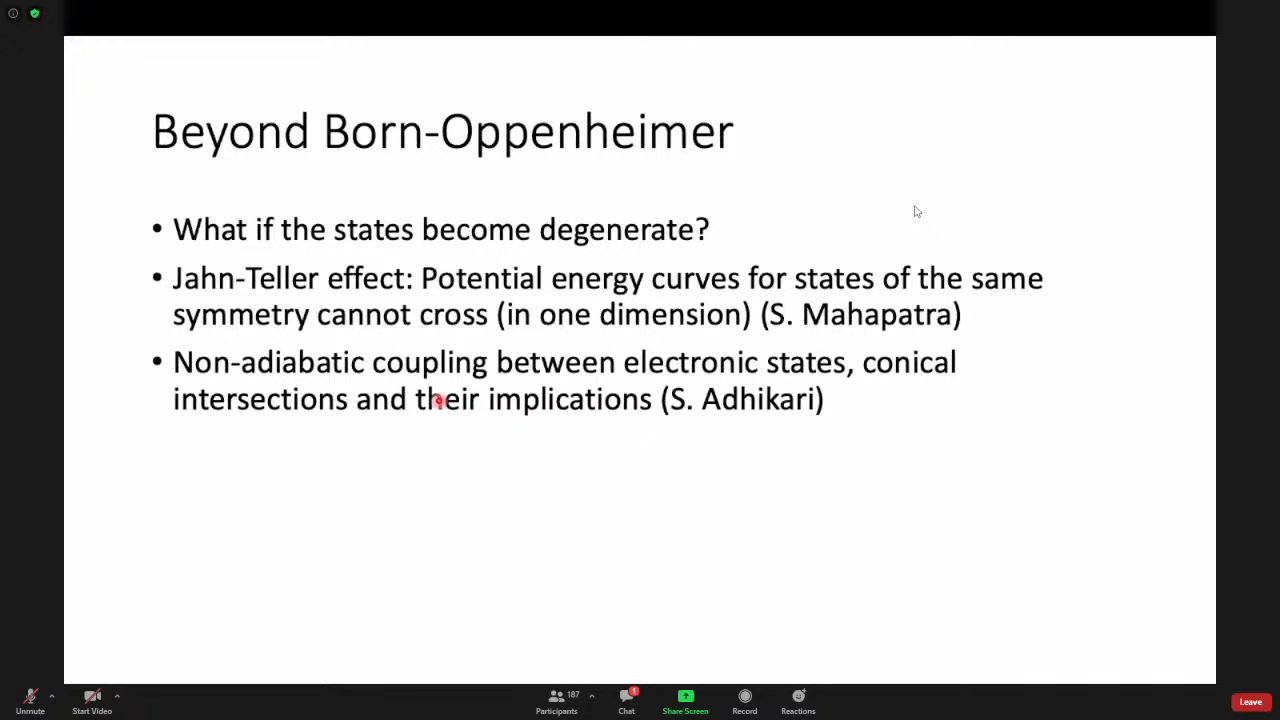 Beyond Born-Oppenheimer
• What if the states become degenerate?
• Jahn-Teller effect: Potential energy curves for states of the same
symmetry cannot cross (in one dimension) (S. Mahapatra)
• Non-adiabatic coupling between electronic states, conical
intersections and their implications (S. Adhikari)
Unmute
Start Video
187
Participants
1
Chat
Share Screen
Record
Reactions
Leave